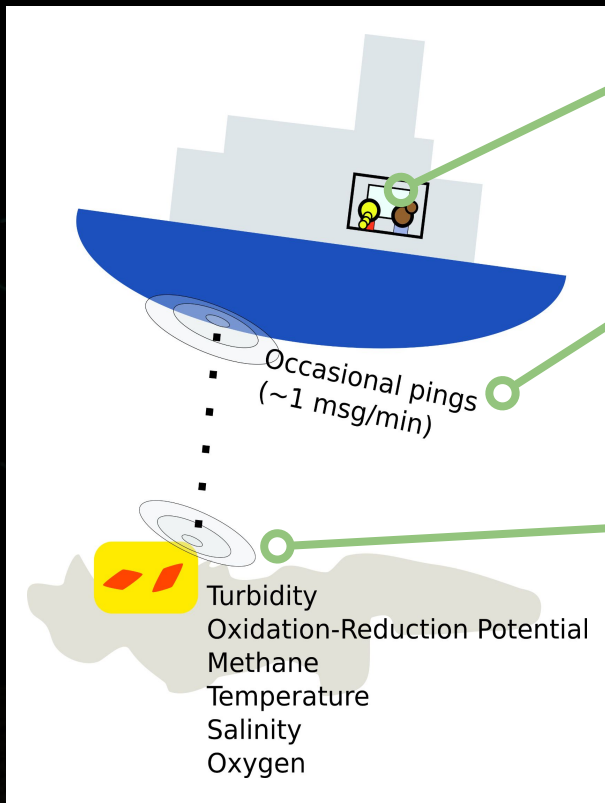 Occasional pings
(~1 msg/min)
Turbidity
Oxidation-Reduction Potential
Methane
Temperature
Salinity
Oxygen